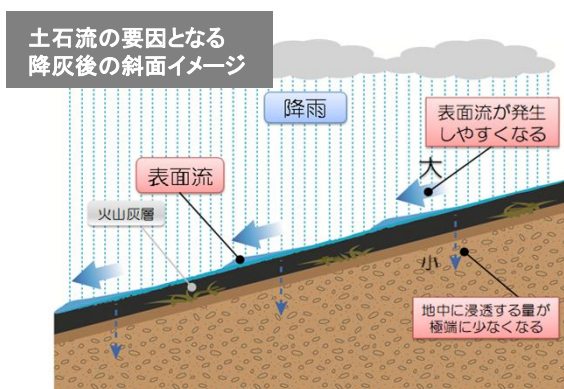 土石流の要因となる
降灰後の斜面イメージ
降雨
表面流が発生
しやすくなる
大
表面流
火山灰層
小
地中に浸透する量が
極端に少なくなる